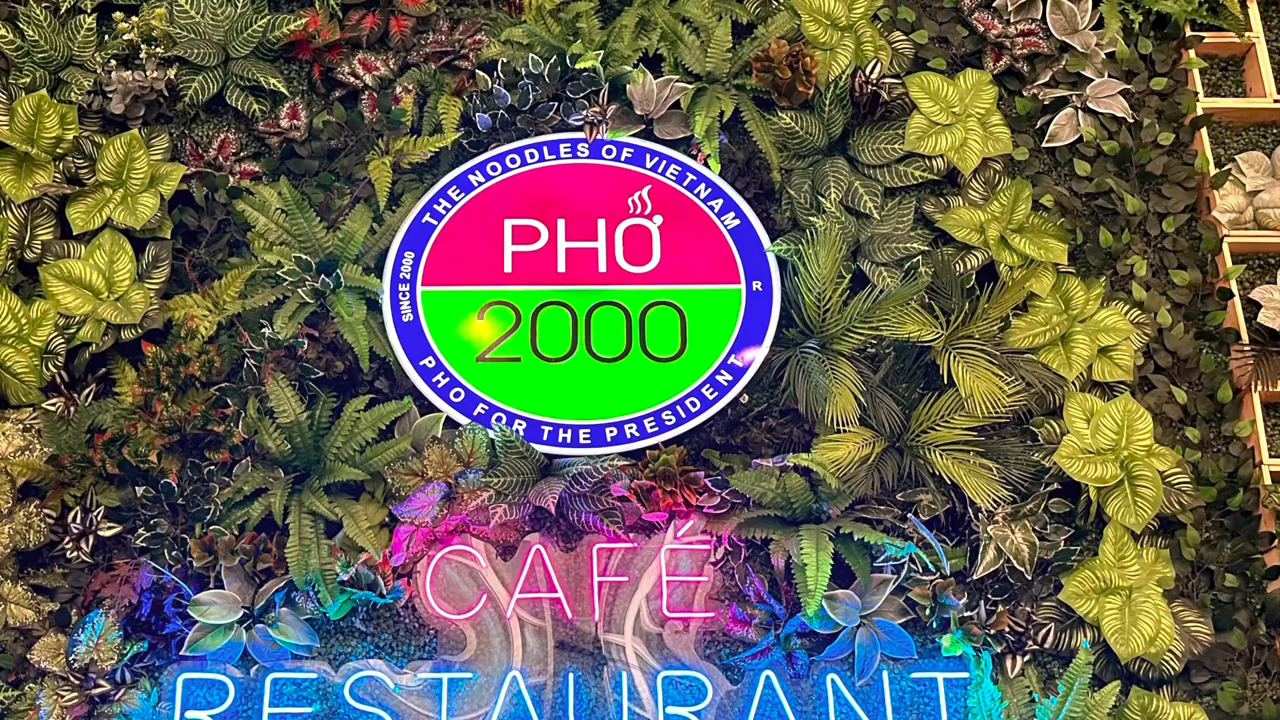 THE NOODLES OF VIETNAM
SINCE 2000
PHỞ
2000
R
PHO FOR THE PRESIDENT
CAFÉ
RESTAURANT